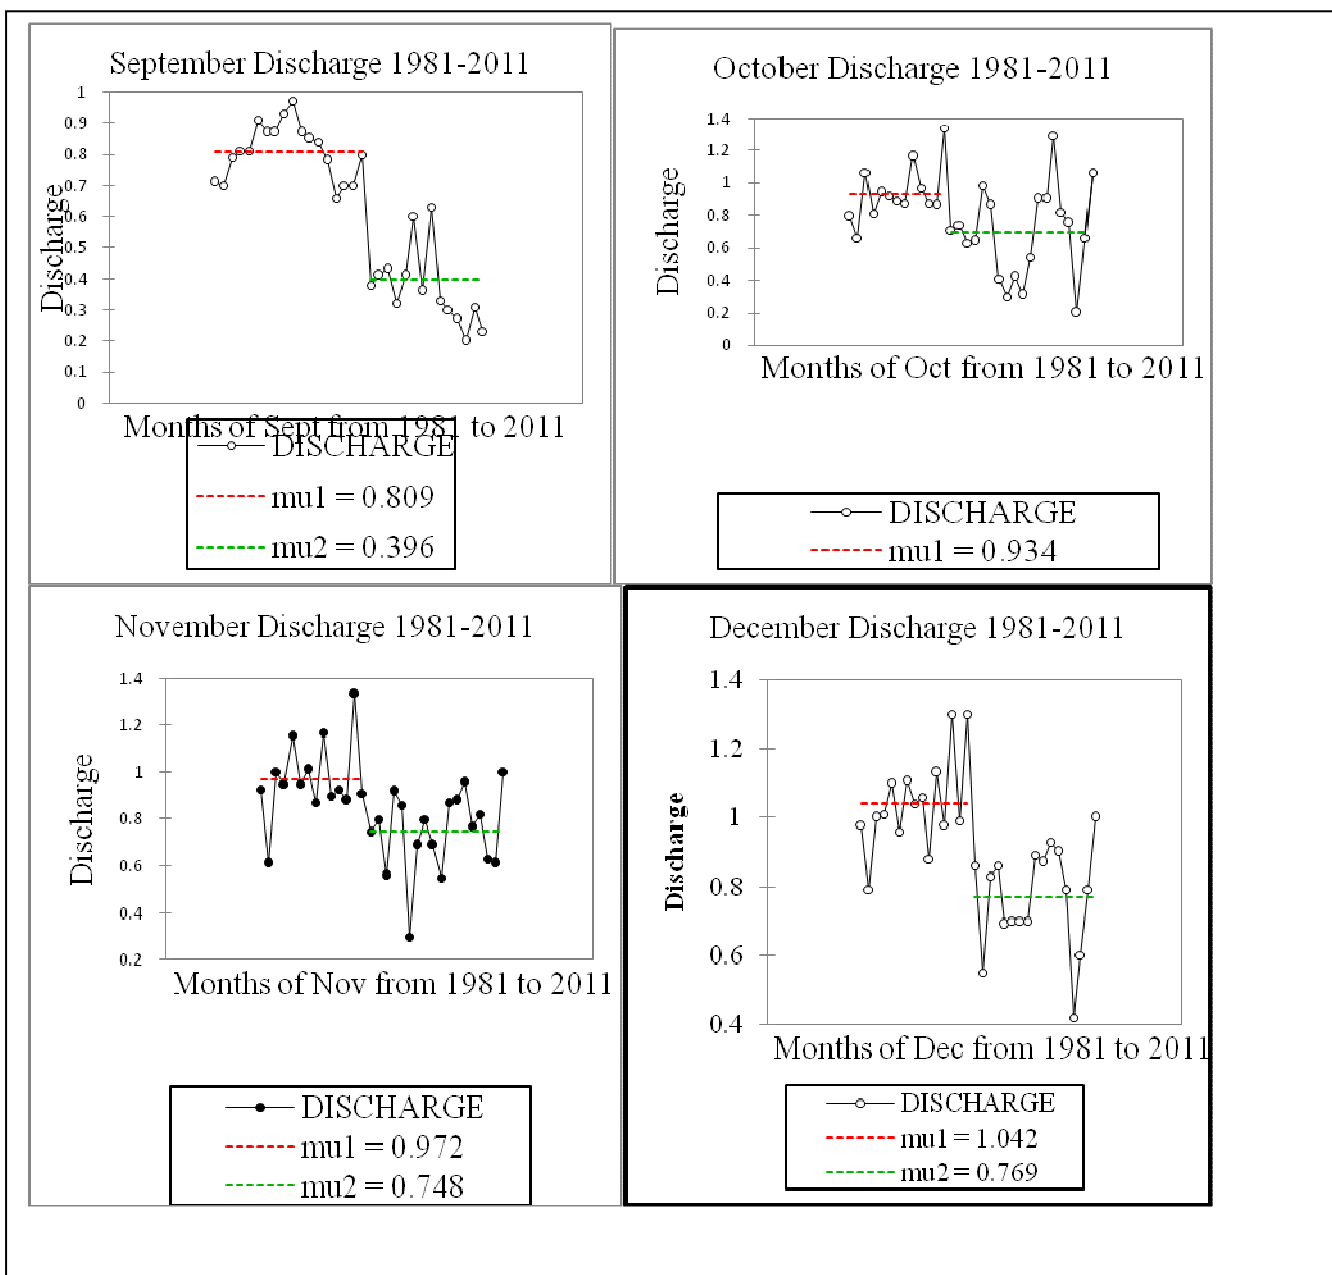 September Discharge 1981-2011
1
0.9
0.8
0.7
0.6
0.5
0.4
0.3
0.2
0.1
0
Discharge
Months of Sept from 1981 to 2011
DISCHARGE
mu1 = 0.809
mu2 = 0.396
October Discharge 1981-2011
1.4
1.2
1
0.8
0.6
0.4
0.2
0
Discharge
Months of Oct from 1981 to 2011
DISCHARGE
mu1 = 0.934
November Discharge 1981-2011
1.4
1.2
1
0.8
0.6
0.4
0.2
Discharge
Months of Nov from 1981 to 2011
DISCHARGE
mu1 = 0.972
mu2 = 0.748
December Discharge 1981-2011
1.4
1.2
1
0.8
0.6
0.4
Discharge
Months of Dec from 1981 to 2011
DISCHARGE
mu1 = 1.042
mu2 = 0.769